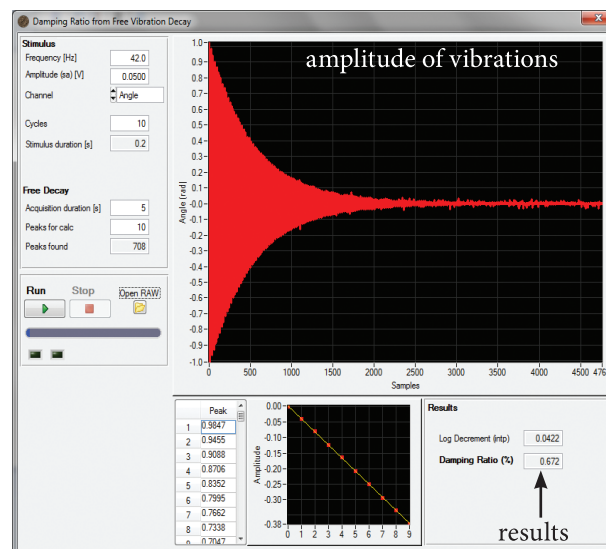 Damping Ratio from Free Vibration Decay
Stimulus
Frequency [Hz] 42.0
Amplitude (sa) [V] 0.0500
Channel Angle
Cycles 10
Stimulus duration [s] 0.2
Free Decay
Acquisition duration [s] 5
Peaks for calc 10
Peaks found 708
Run Stop Open RAW
amplitude of vibrations
Angle [rad]
1.0
0.9
0.8
0.7
0.6
0.5
0.4
0.3
0.2
0.1
-0.0
-0.1
-0.2
-0.3
-0.4
-0.5
-0.6
-0.7
-0.8
-0.9
-1.0
0 500 1000 1500 2000 2500 3000 3500 4000 4500 476
Samples
Peak
1 0.9847
2 0.9455
3 0.9088
4 0.8706
5 0.8352
6 0.7995
7 0.7662
8 0.7338
9 0.7047
Amplitude
0.00
-0.05
-0.10
-0.15
-0.20
-0.25
-0.30
-0.38
0 1 2 3 4 5 6 7 8 9
Results
Log Decrement (intp) 0.0422
Damping Ratio (%) 0.672
results